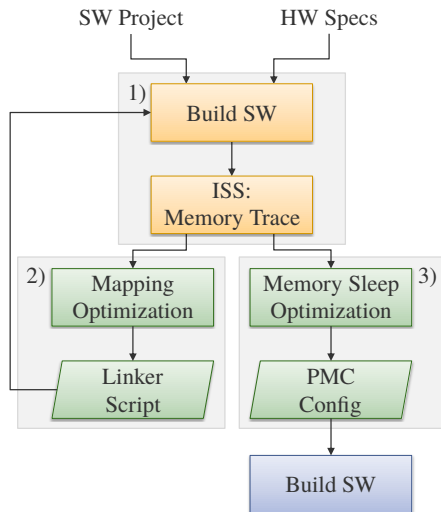 SW Project
HW Specs
1)
Build SW
ISS:
Memory Trace
2)
Mapping
Optimization
Memory Sleep
Optimization
3)
Linker
Script
PMC
Config
Build SW